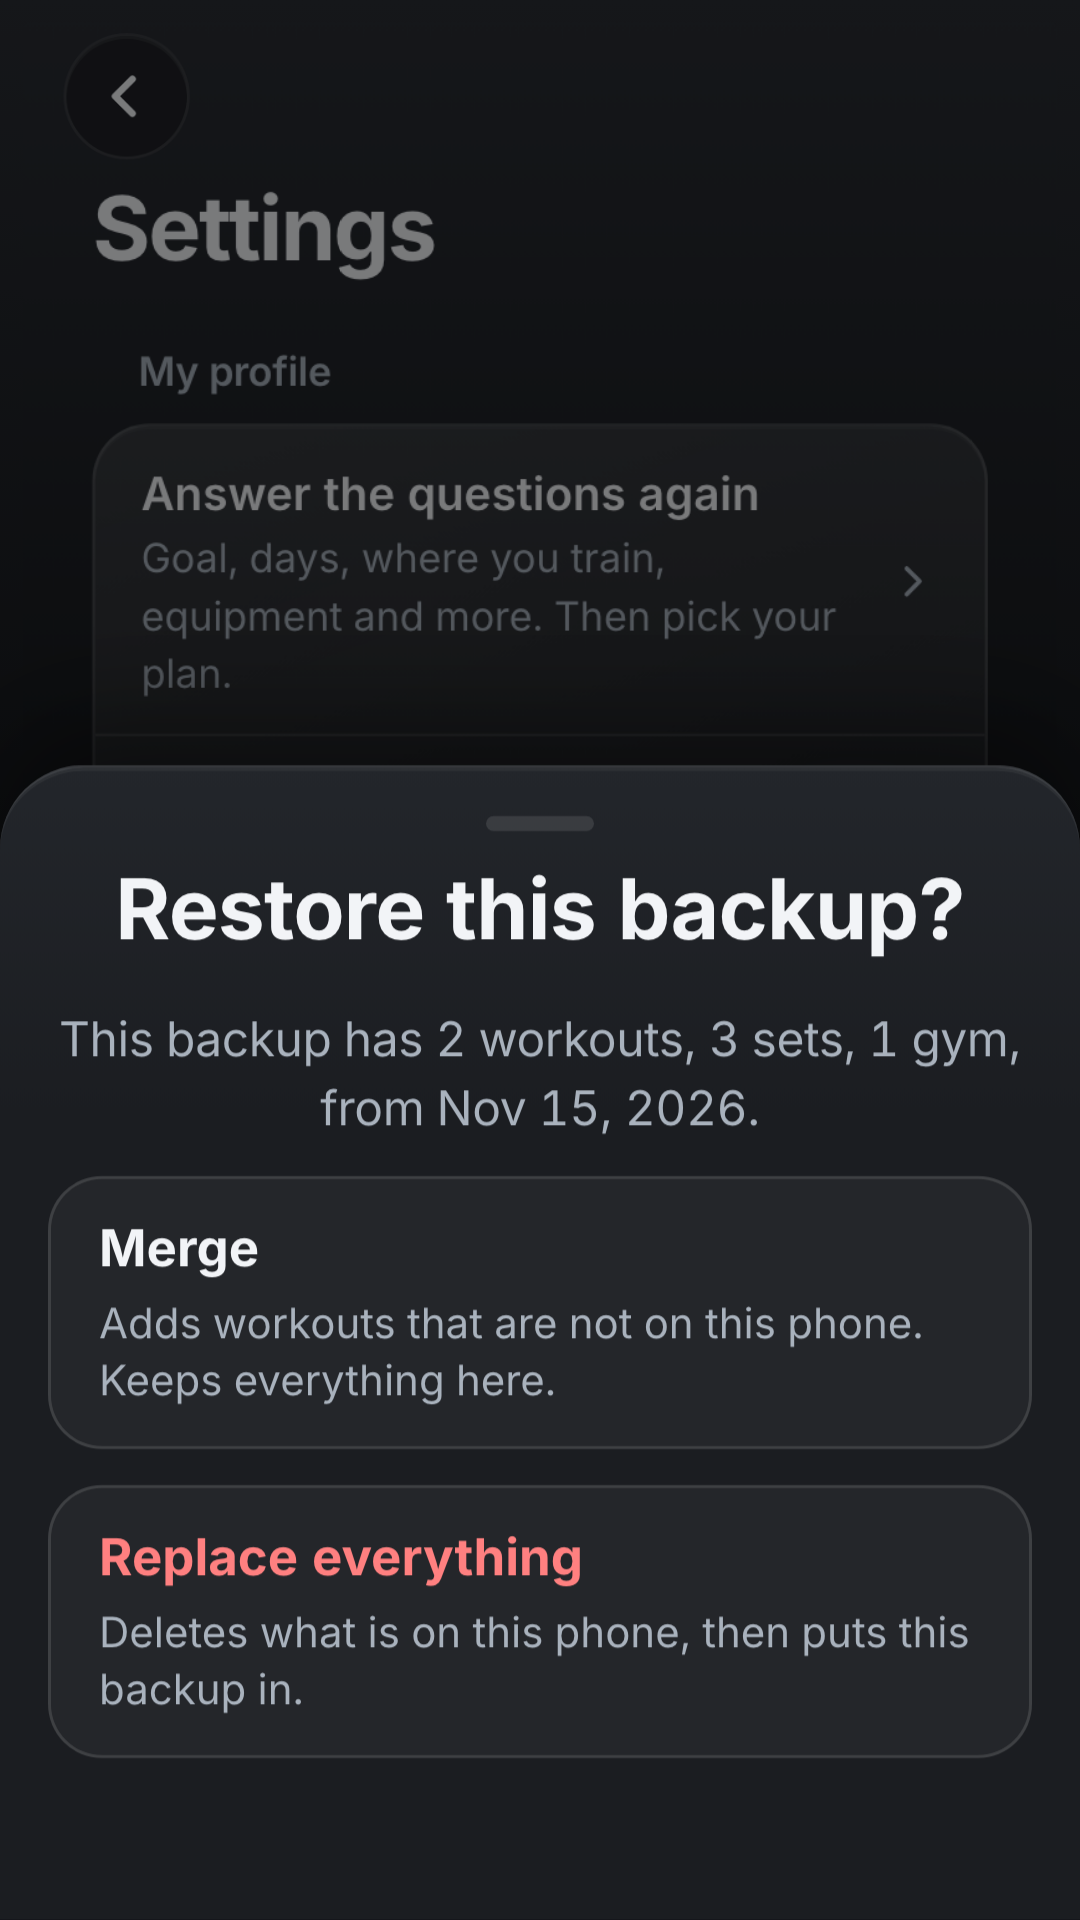 Settings
My profile
Answer the questions again
Goal, days, where you train,
equipment and more. Then pick your
plan.
Restore this backup?
This backup has 2 workouts, 3 sets, 1 gym,
from Nov 15, 2026.
Merge
Adds workouts that are not on this phone.
Keeps everything here.
Replace everything
Deletes what is on this phone, then puts this
backup in.